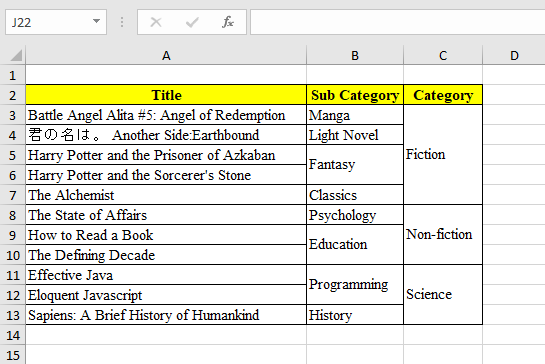 J22 fx
A B C D
1
2 Title Sub Category Category
3 Battle Angel Alita #5: Angel of Redemption Manga
4 君の名は。 Another Side:Earthbound Light Novel
5 Harry Potter and the Prisoner of Azkaban
Fantasy Fiction
6 Harry Potter and the Sorcerer's Stone
7 The Alchemist Classics
8 The State of Affairs Psychology
9 How to Read a Book
Education Non-fiction
10 The Defining Decade
11 Effective Java
Programming
12 Eloquent Javascript Science
13 Sapiens: A Brief History of Humankind History
14
15